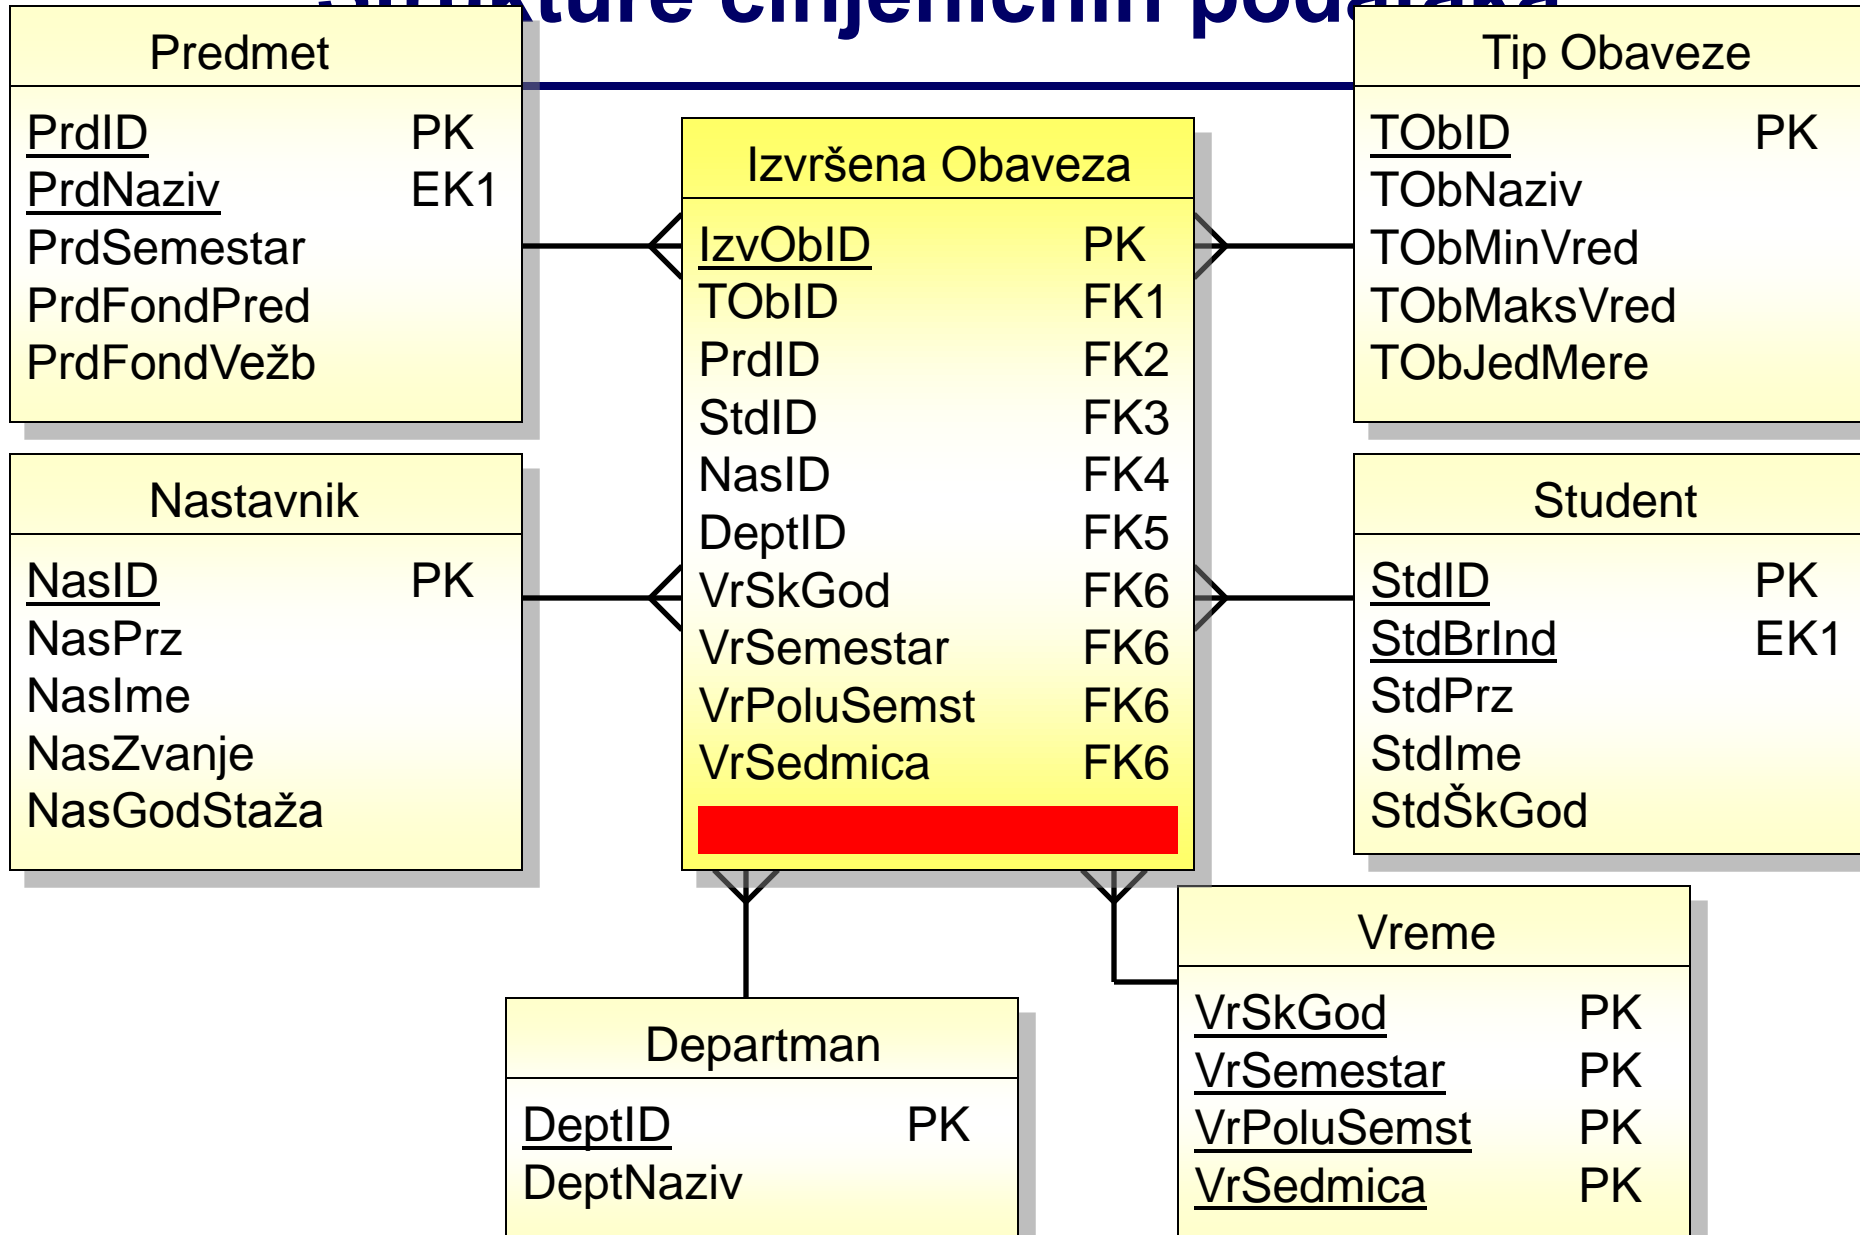 Predmet
PrdID PK
PrdNaziv EK1
PrdSemestar
PrdFondPred
PrdFondVežb
Tip Obaveze
TObID PK
TObNaziv
TObMinVred
TObMaksVred
TObJedMere
Izvršena Obaveza
IzvObID PK
TObID FK1
PrdID FK2
StdID FK3
NasID FK4
DeptID FK5
VrSkGod FK6
VrSemestar FK6
VrPoluSemst FK6
VrSedmica FK6
Nastavnik
NasID PK
NasPrz
NasIme
NasZvanje
NasGodStaža
Student
StdID PK
StdBrInd EK1
StdPrz
StdIme
StdŠkGod
Departman
DeptID PK
DeptNaziv
Vreme
VrSkGod PK
VrSemestar PK
VrPoluSemst PK
VrSedmica PK